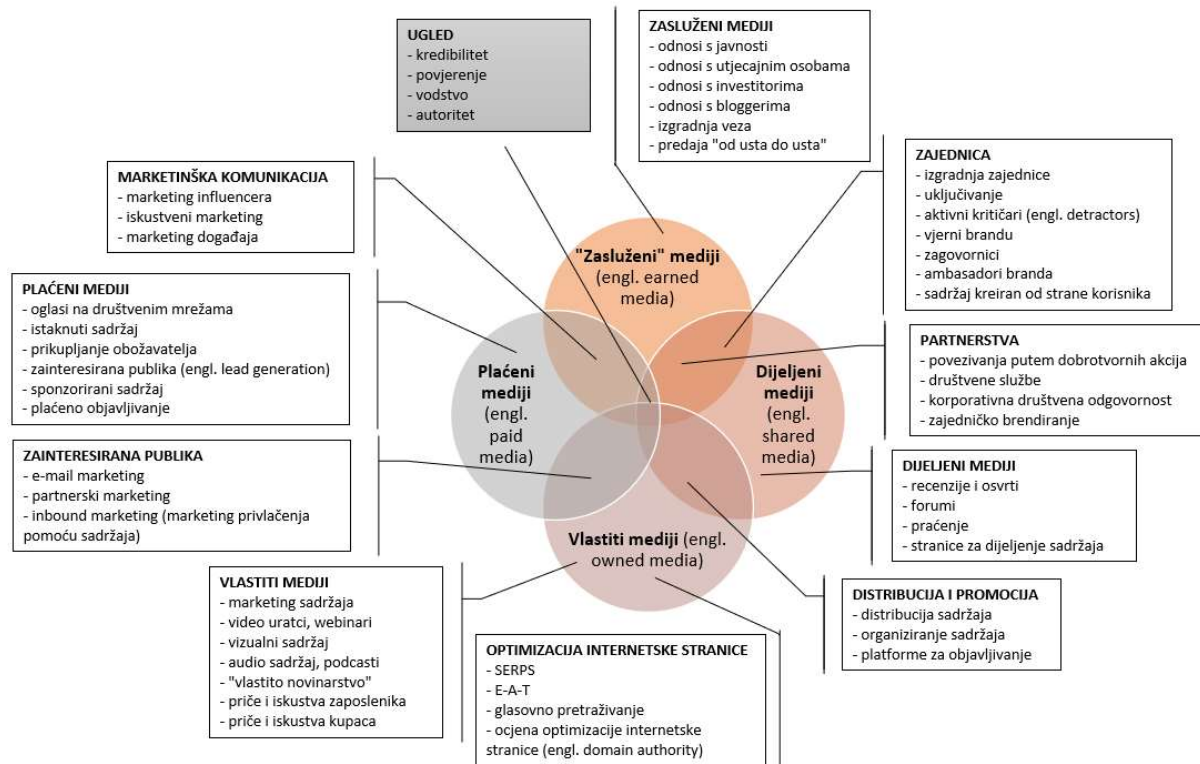 UGLED
- kredibilitet
- povjerenje
- vodstvo
- autoritet
ZASLUŽENI MEDIJI
- odnosi s javnosti
- odnosi s utjecajnim osobama
- odnosi s investitorima
- odnosi s bloggerima
- izgradnja veza
- predaja "od usta do usta"
MARKETINŠKA KOMUNIKACIJA
- marketing influencera
- iskustveni marketing
- marketing događaja
ZAJEDNICA
- izgradnja zajednice
- uključivanje
- aktivni kritičari (engl. detractors)
- vjerni brandu
- zagovornici
- ambasadori branda
- sadržaj kreiran od strane korisnika
PLAĆENI MEDIJI
- oglasi na društvenim mrežama
- istaknuti sadržaj
- prikupljanje obožavatelja
- zainteresirana publika (engl. lead generation)
- sponzorirani sadržaj
- plaćeno objavljivanje
"Zasluženi" mediji
(engl. earned
media)
Plaćeni
mediji
(engl.
paid
media)
Dijeljeni
mediji
(engl.
shared
media)
Vlastiti mediji (engl.
owned media)
PARTNERSTVA
- povezivanja putem dobrotvornih akcija
- društvene službe
- korporativna društvena odgovornost
- zajedničko brendiranje
ZAINTERESIRANA PUBLIKA
- e-mail marketing
- partnerski marketing
- inbound marketing (marketing privlačenja
pomoću sadržaja)
DIJELJENI MEDIJI
- recenzije i osvrti
- forumi
- praćenje
- stranice za dijeljenje sadržaja
VLASTITI MEDIJI
- marketing sadržaja
- video uratci, webinari
- vizualni sadržaj
- audio sadržaj, podcasti
- "vlastito novinarstvo"
- priče i iskustva zaposlenika
- priče i iskustva kupaca
OPTIMIZACIJA INTERNETSKE STRANICE
- SERPS
- E-A-T
- glasovno pretraživanje
- ocjena optimizacije internetske
stranice (engl. domain authority)
DISTRIBUCIJA I PROMOCIJA
- distribucija sadržaja
- organiziranje sadržaja
- platforme za objavljivanje